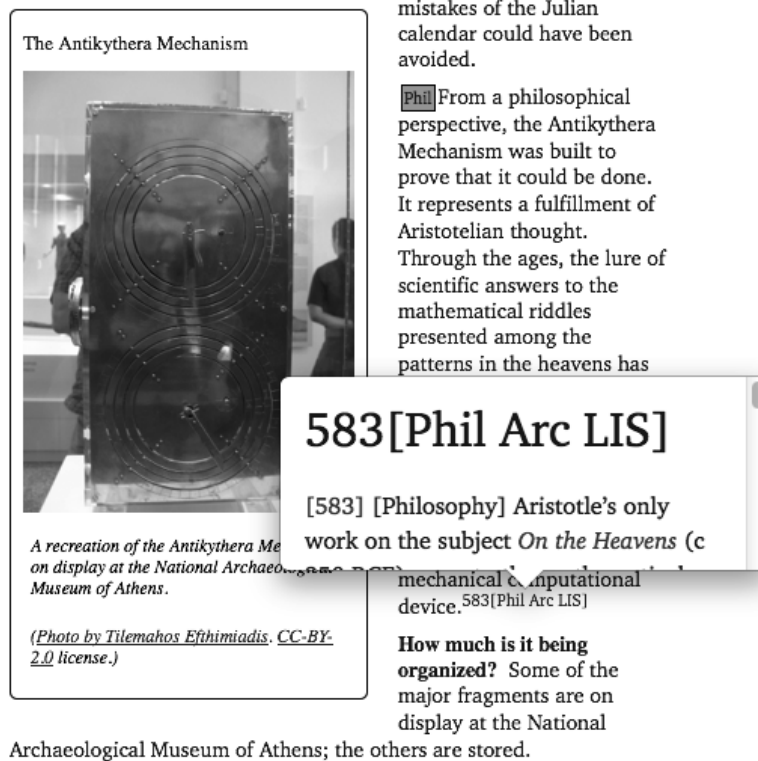 The Antikythera Mechanism
A recreation of the Antikythera Me
on display at the National Archaeolog
Museum of Athens.
(Photo by Tilemahos Efthimiadis. CC-BY-
2.0 license.)
mistakes of the Julian
calendar could have been
avoided.
Phil From a philosophical
perspective, the Antikythera
Mechanism was built to
prove that it could be done.
It represents a fulfillment of
Aristotelian thought.
Through the ages, the lure of
scientific answers to the
mathematical riddles
presented among the
patterns in the heavens has
583[Phil Arc LIS]
[583] [Philosophy] Aristotle’s only
work on the subject On the Heavens (c
mechanical computational
device.583[Phil Arc LIS]
How much is it being
organized? Some of the
major fragments are on
display at the National
Archaeological Museum of Athens; the others are stored.